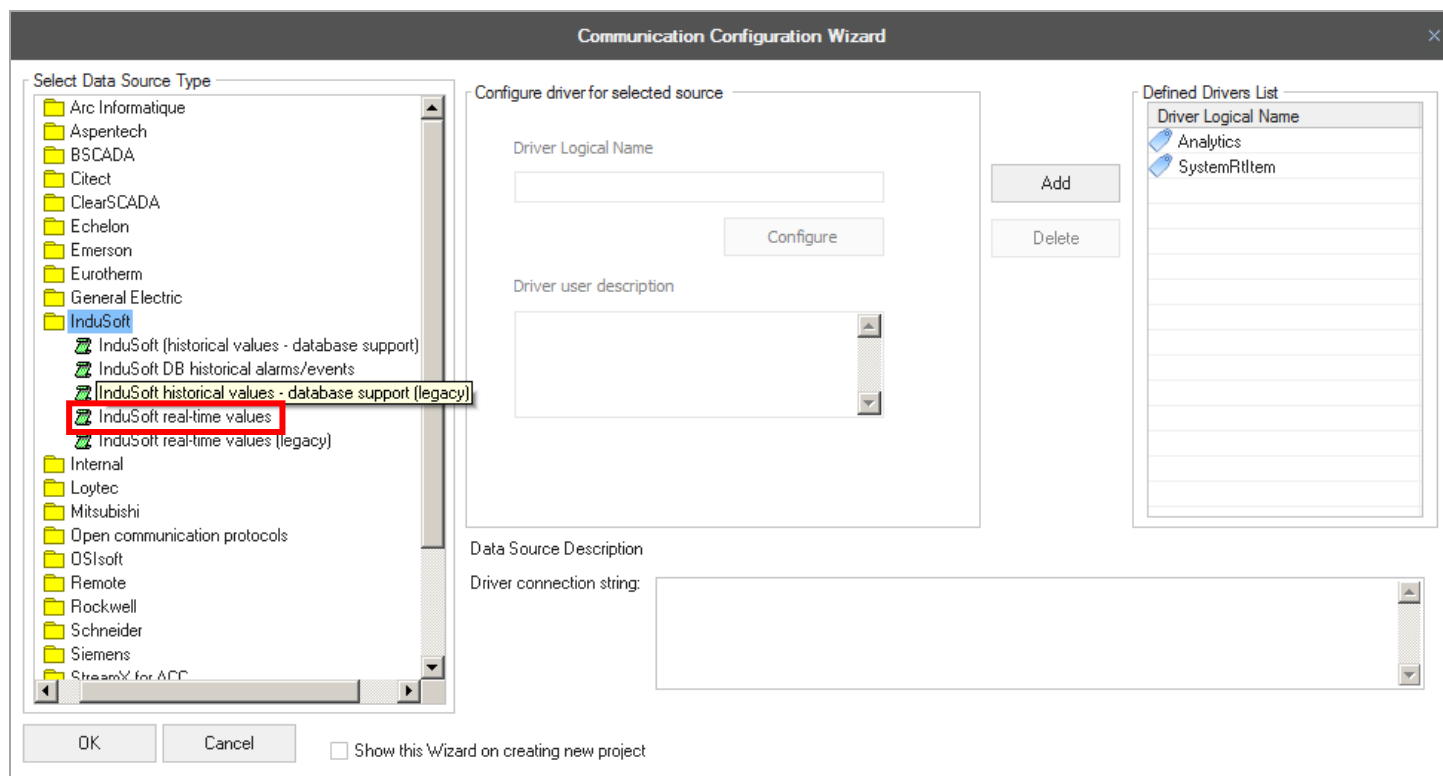 Communication Configuration Wizard
Select Data Source Type
Arc Informatique
Aspentech
BSCADA
Citect
ClearSCADA
Echelon
Emerson
Eurotherm
General Electric
InduSoft
InduSoft (historical values - database support)
InduSoft DB historical alarms/events
InduSoft historical values - database support (legacy)
InduSoft real-time values
InduSoft real-time values (legacy)
Internal
Loytec
Mitsubishi
Open communication protocols
OSIsoft
Remote
Rockwell
Schneider
Siemens
StreamX for ACC
Configure driver for selected source
Driver Logical Name
Configure
Driver user description
Add
Delete
Defined Drivers List
Driver Logical Name
Analytics
SystemRtItem
Data Source Description
Driver connection string:
OK
Cancel
Show this Wizard on creating new project